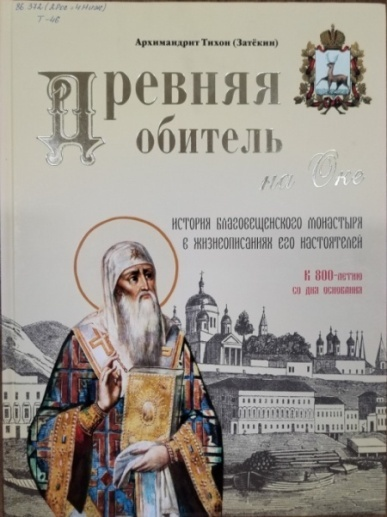 Архимандрит Тихон (Затёкин)
Древняя
обитель
на Оке
История Благовещенского монастыря
в жизнеописаниях его настоятелей
К 800-летию
со дня основания